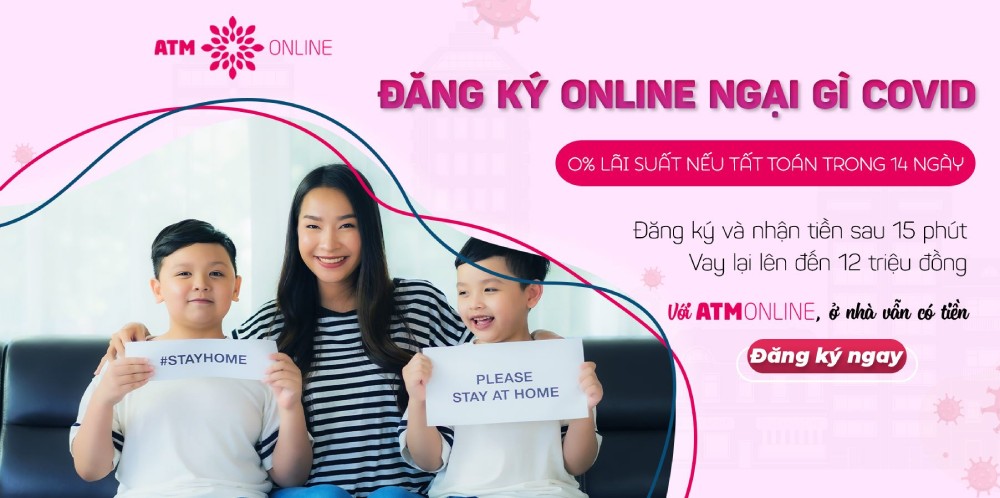 ATM ONLINE
ĐĂNG KÝ ONLINE NGẠI GÌ COVID
0% LÃI SUẤT NẾU TẤT TOÁN TRONG 14 NGÀY
Đăng ký và nhận tiền sau 15 phút
Vay lại lên đến 12 triệu đồng
Với ATMONLINE, ở nhà vẫn có tiền
Đăng ký ngay
#STAYHOME
PLEASE
STAY AT HOME